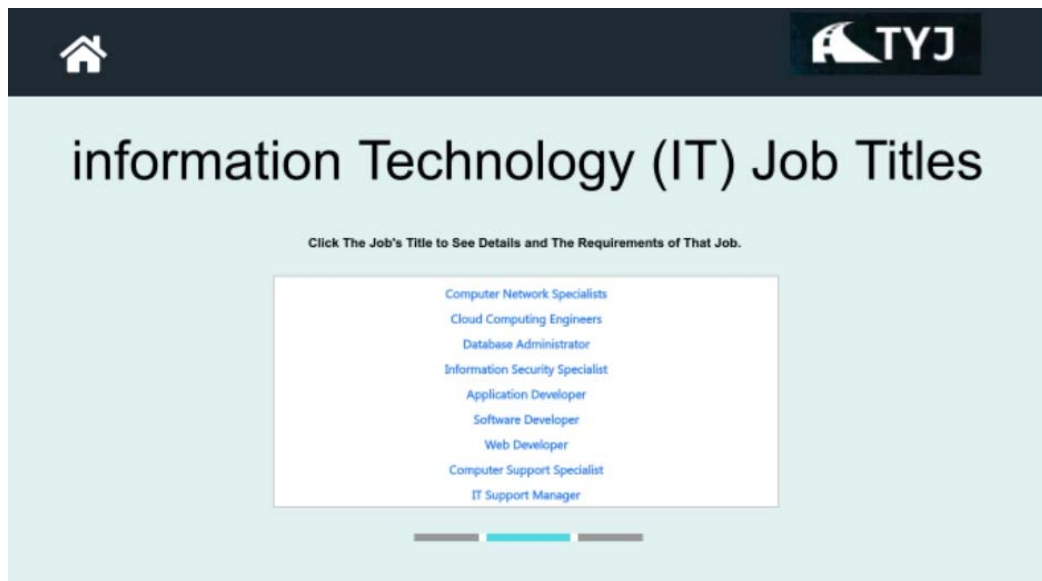 TYJ
information Technology (IT) Job Titles
Click The Job's Title to See Details and The Requirements of That Job.
Computer Network Specialists
Cloud Computing Engineers
Database Administrator
Information Security Specialist
Application Developer
Software Developer
Web Developer
Computer Support Specialist
IT Support Manager